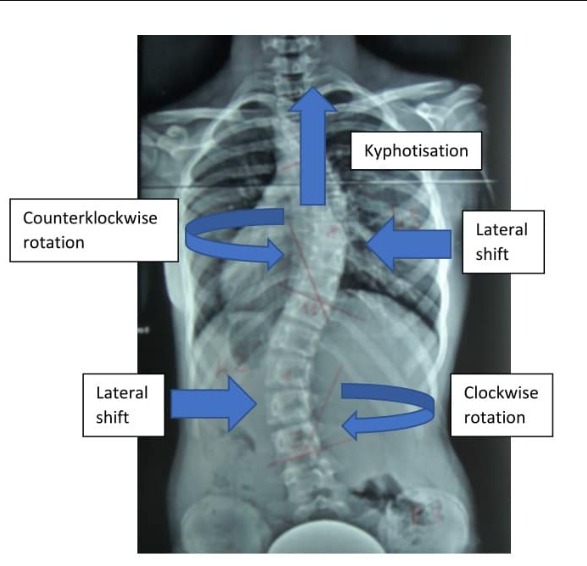 Kyphotisation
Counterklockwise
rotation
Lateral
shift
Lateral
shift
Clockwise
rotation